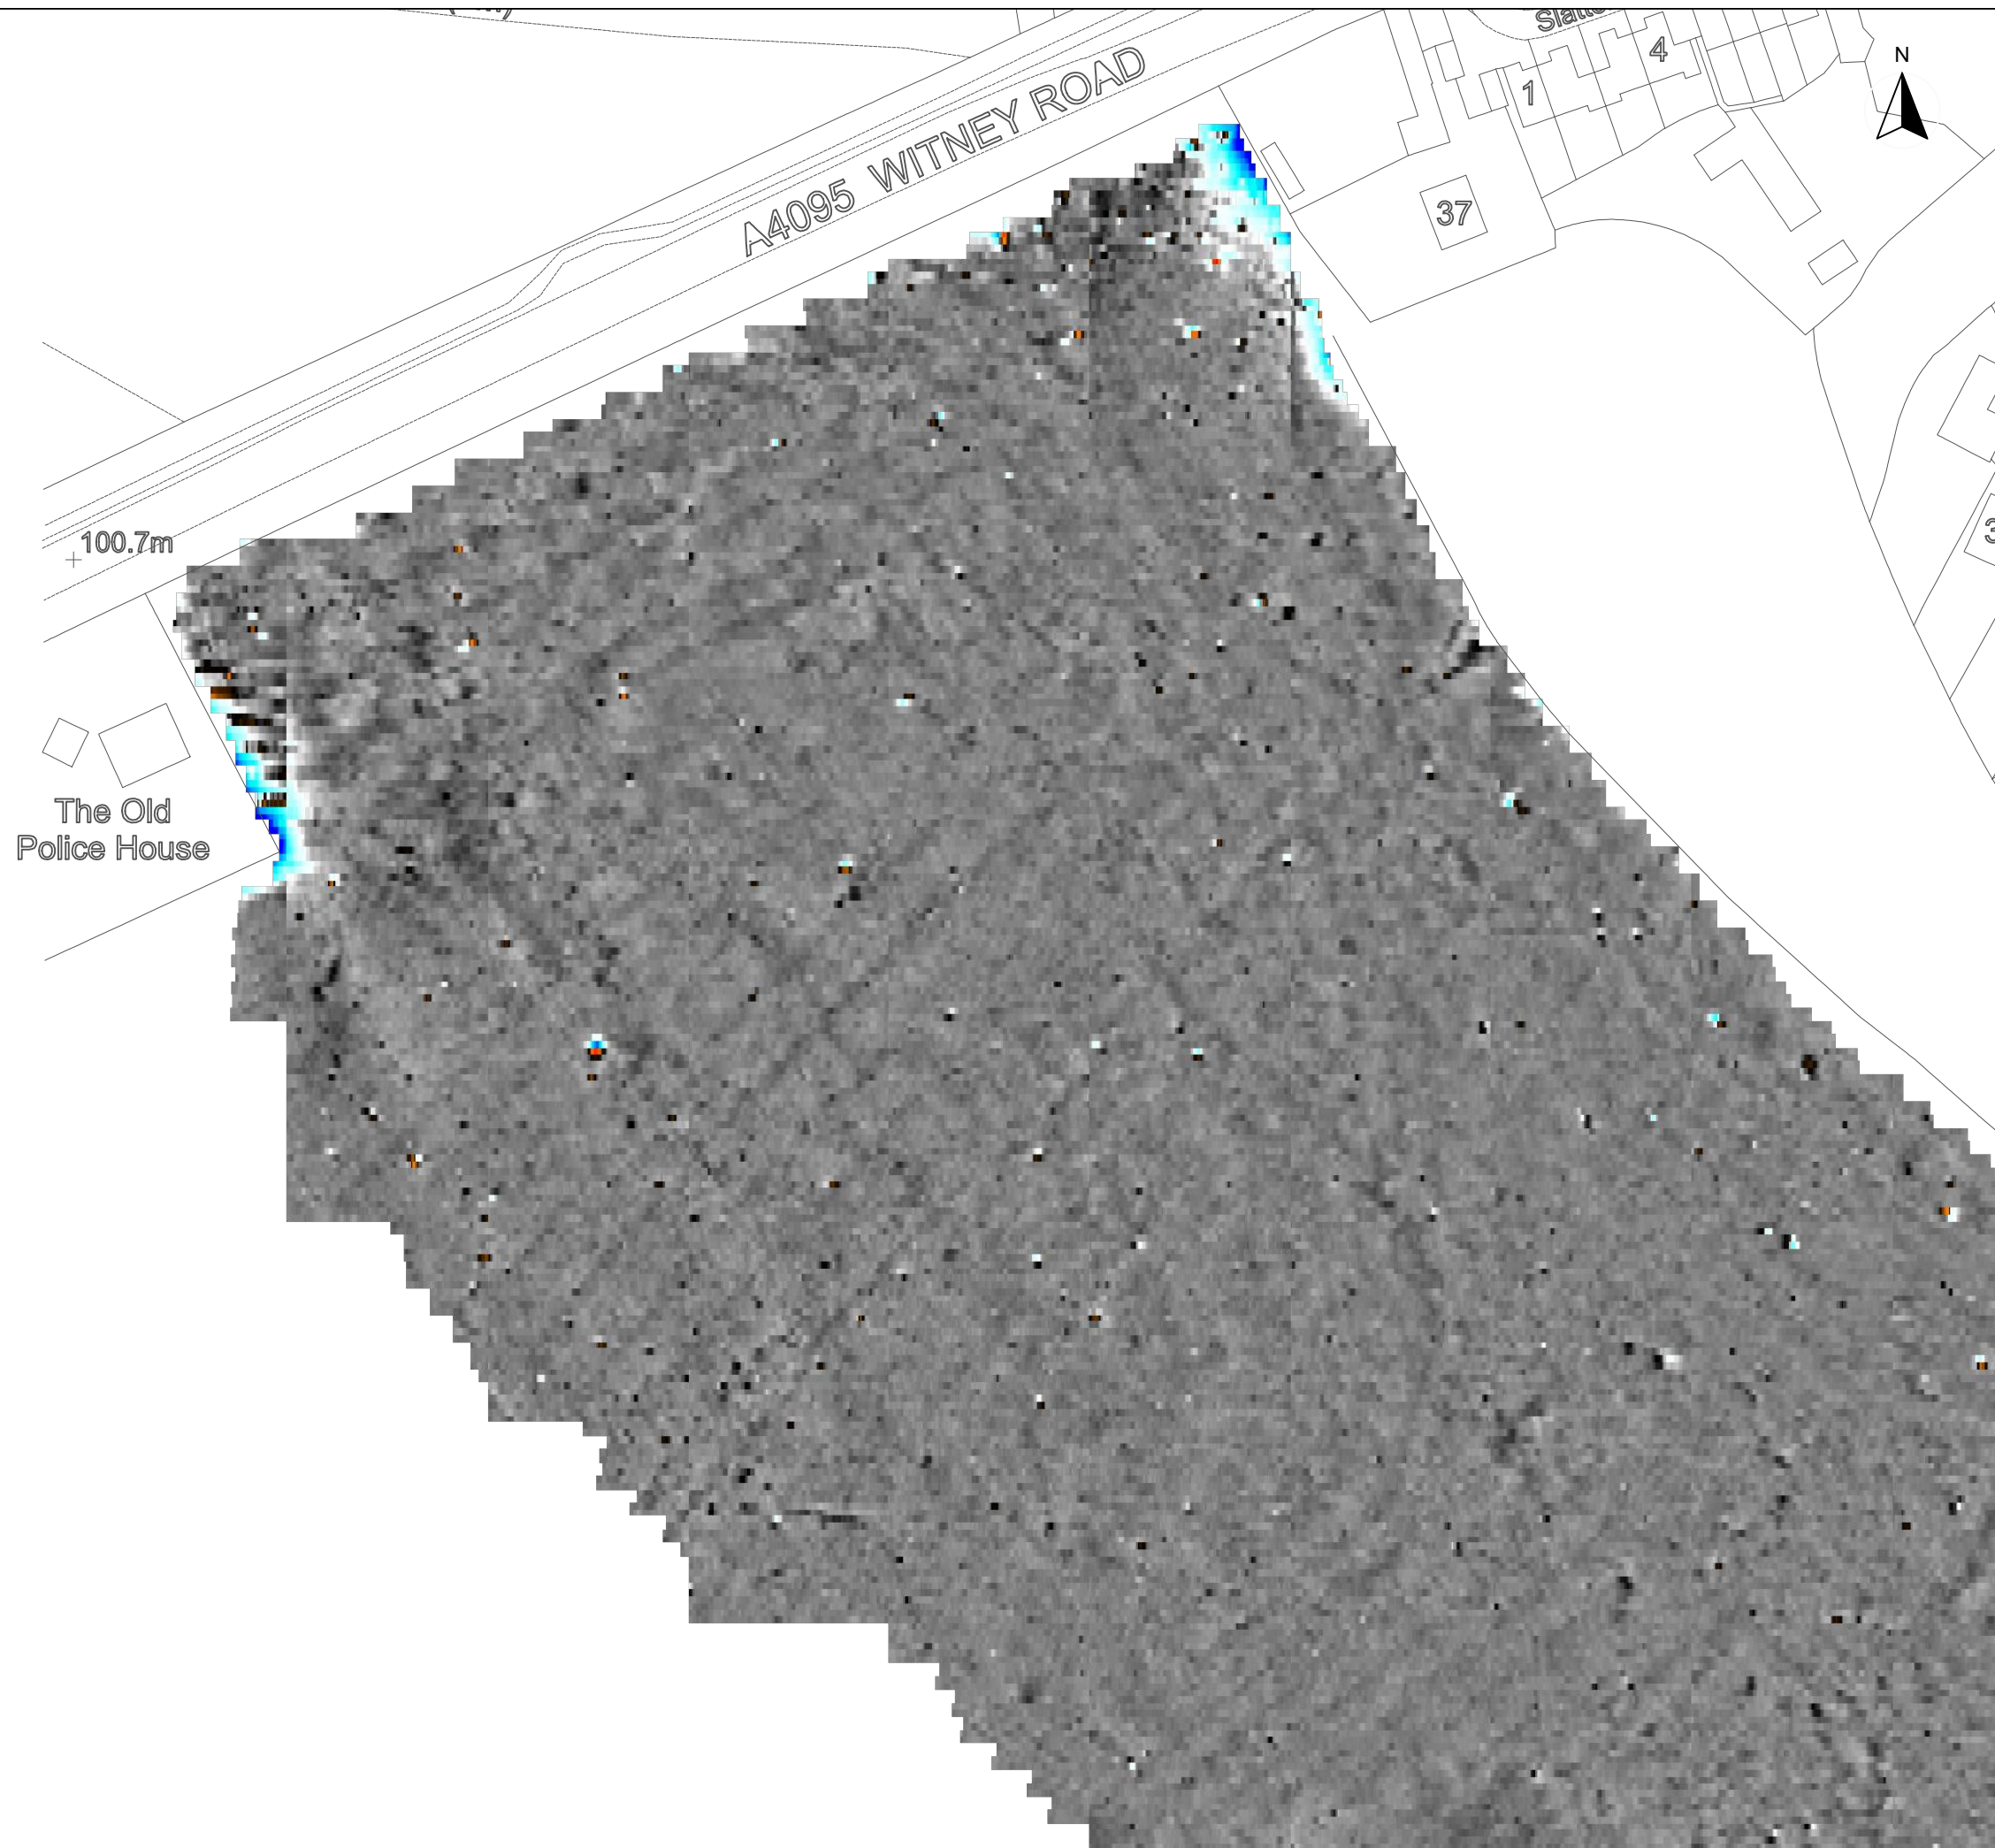 N
4
1
A4095 WITNEY ROAD
37
100.7m
The Old
Police House